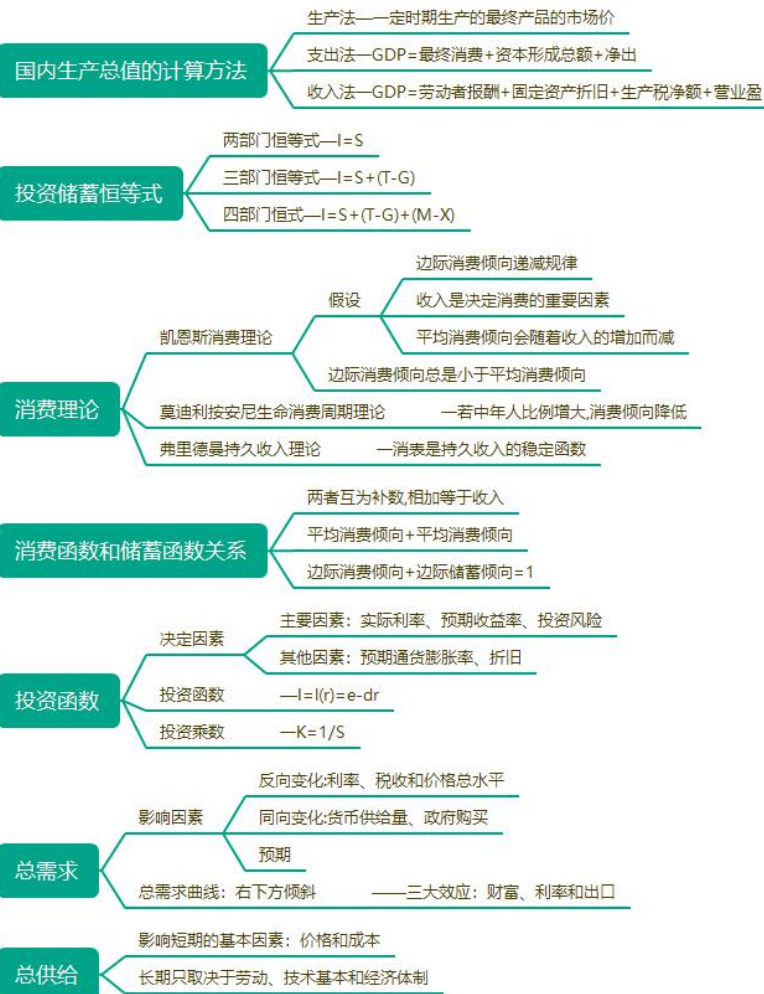 国内生产总值的计算方法
生产法—一定时期生产的最终产品的市场价
支出法—GDP=最终消费+资本形成总额+净出
收入法—GDP=劳动者报酬+固定资产折旧+生产税净额+营业盈
投资储蓄恒等式
两部门恒等式—I=S
三部门恒等式—I=S+(T-G)
四部门恒式—I=S+(T-G)+(M-X)
消费理论
凯恩斯消费理论
假设
边际消费倾向递减规律
收入是决定消费的重要因素
平均消费倾向会随着收入的增加而减
边际消费倾向总是小于平均消费倾向
莫迪利按安尼生命消费周期理论 —若中年人比例增大,消费倾向降低
弗里德曼持久收入理论 —消表是持久收入的稳定函数
消费函数和储蓄函数关系
两者互为补数,相加等于收入
平均消费倾向+平均消费倾向
边际消费倾向+边际储蓄倾向=1
投资函数
决定因素
主要因素：实际利率、预期收益率、投资风险
其他因素：预期通货膨胀率、折旧
投资函数 —I=I(r)=e-dr
投资乘数 —K=1/S
总需求
影响因素
反向变化:利率、税收和价格总水平
同向变化:货币供给量、政府购买
预期
总需求曲线：右下方倾斜 ——三大效应：财富、利率和出口
总供给
影响短期的基本因素：价格和成本
长期只取决于劳动、技术基本和经济体制